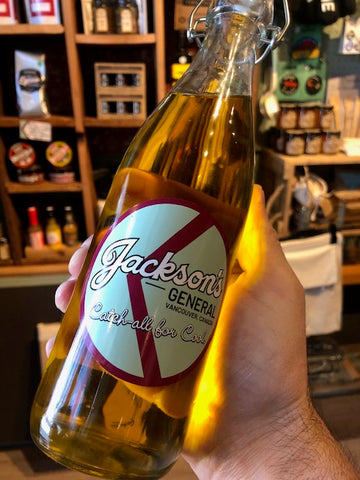 Jackson's
GENERAL
VANCOUVER, CANADA
Catch-all for Cool